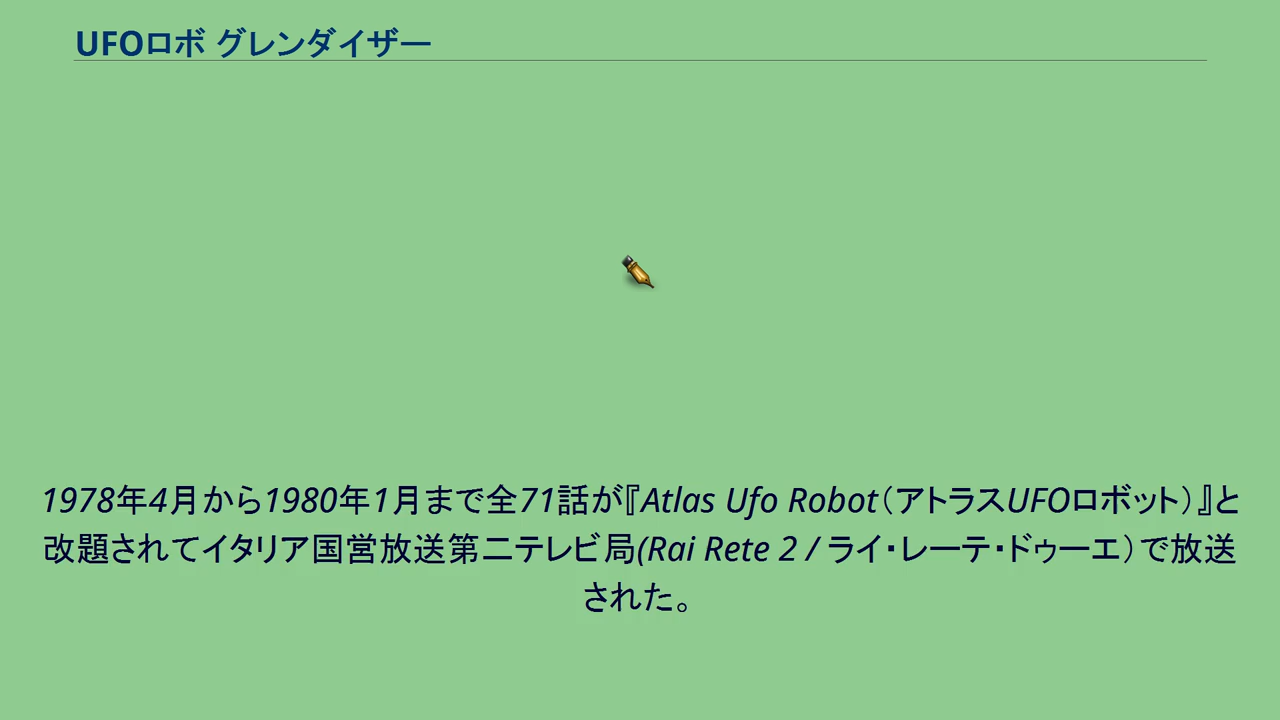 UFOロボ グレンダイザー
1978年4月から1980年1月まで全71話が『Atlas Ufo Robot（アトラスUFOロボット）』と
改題されてイタリア国営放送第二テレビ局(Rai Rete 2 / ライ・レーテ・ドゥーエ）で放送
された。